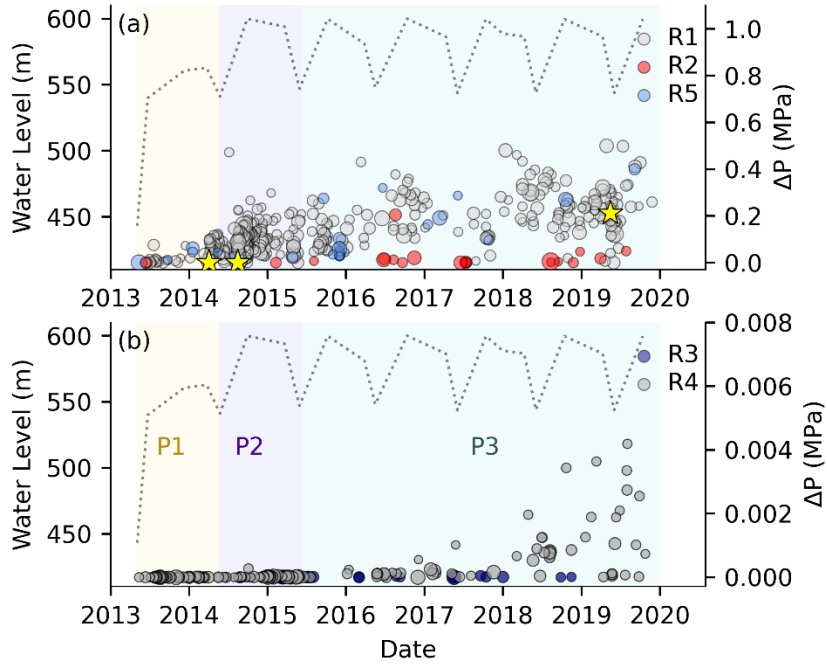 (a)
Water Level (m)
600
550
500
450
R1
R2
R5
1.0
0.8
0.6
0.4
0.2
0.0
ΔP (MPa)
2013 2014 2015 2016 2017 2018 2019 2020
(b)
Water Level (m)
600
550
500
450
R3
R4
P1 P2 P3
0.008
0.006
0.004
0.002
0.000
ΔP (MPa)
2013 2014 2015 2016 2017 2018 2019 2020
Date